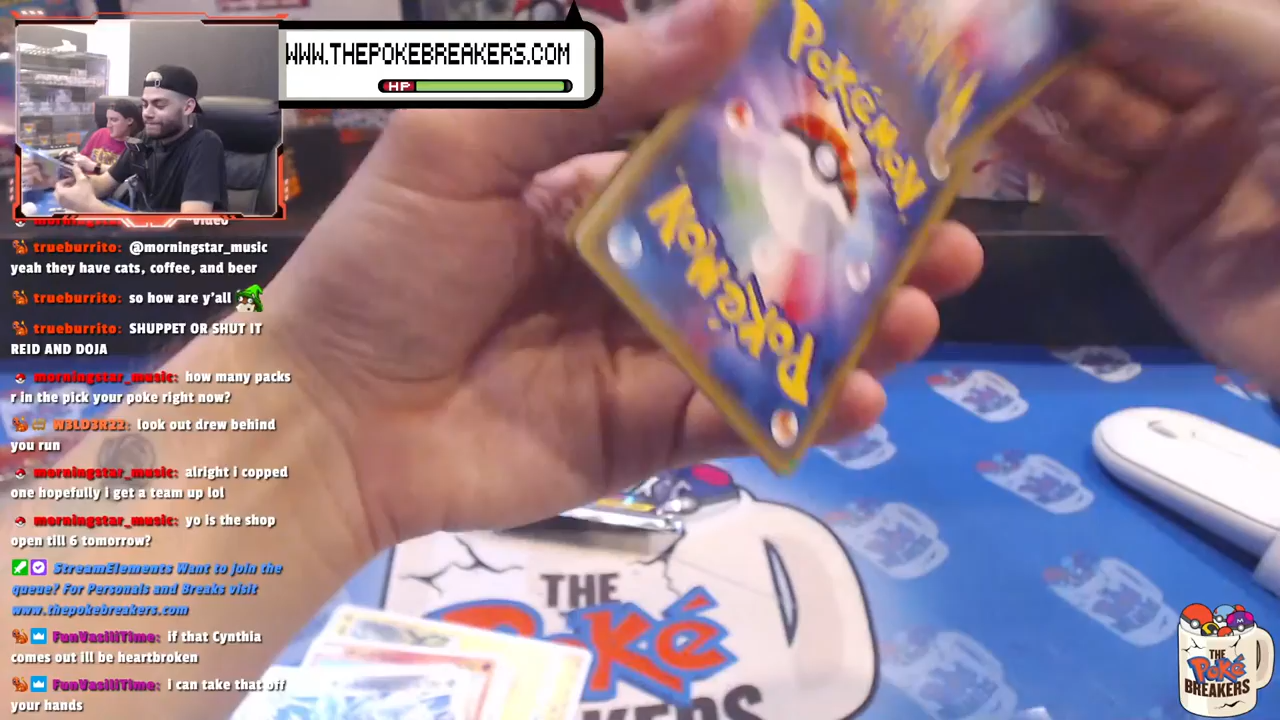 WWW.THEPOKEBREAKERS.COM
HP
Pokémon
Pokémon
video
trueburrito: @morningstar_music
yeah they have cats, coffee, and beer
trueburrito: so how are y'all
trueburrito: SHUPPET OR SHUT IT
REID AND DOJA
morningstar_music: how many packs
r in the pick your poke right now?
W3LD3R22: look out drew behind
you run
morningstar_music: alright i copped
one hopefully i get a team up lol
morningstar_music: yo is the shop
open till 6 tomorrow?
StreamElements Want to join the
queue? For Personals and Breaks visit
www.thepokebreakers.com
FunVasiliTime: if that Cynthia
comes out ill be heartbroken
FunVasiliTime: I can take that off
your hands
THE
Poké
BREAKERS
THE
Poké
BREAKERS